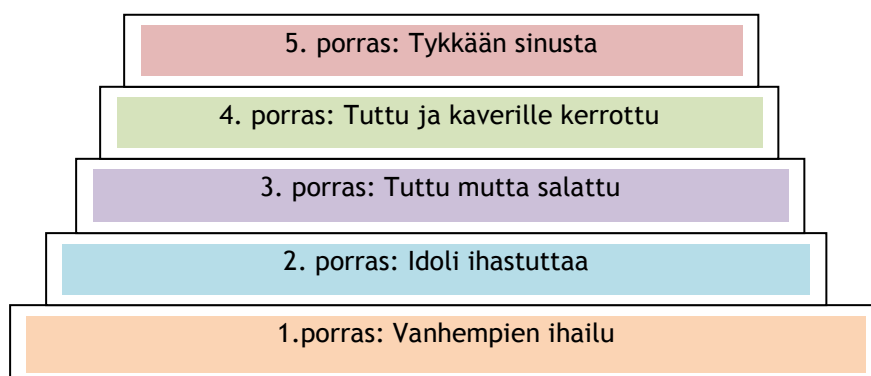 5. porras: Tykkään sinusta
4. porras: Tuttu ja kaverille kerrottu
3. porras: Tuttu mutta salattu
2. porras: Idoli ihastuttaa
1.porras: Vanhempien ihailu